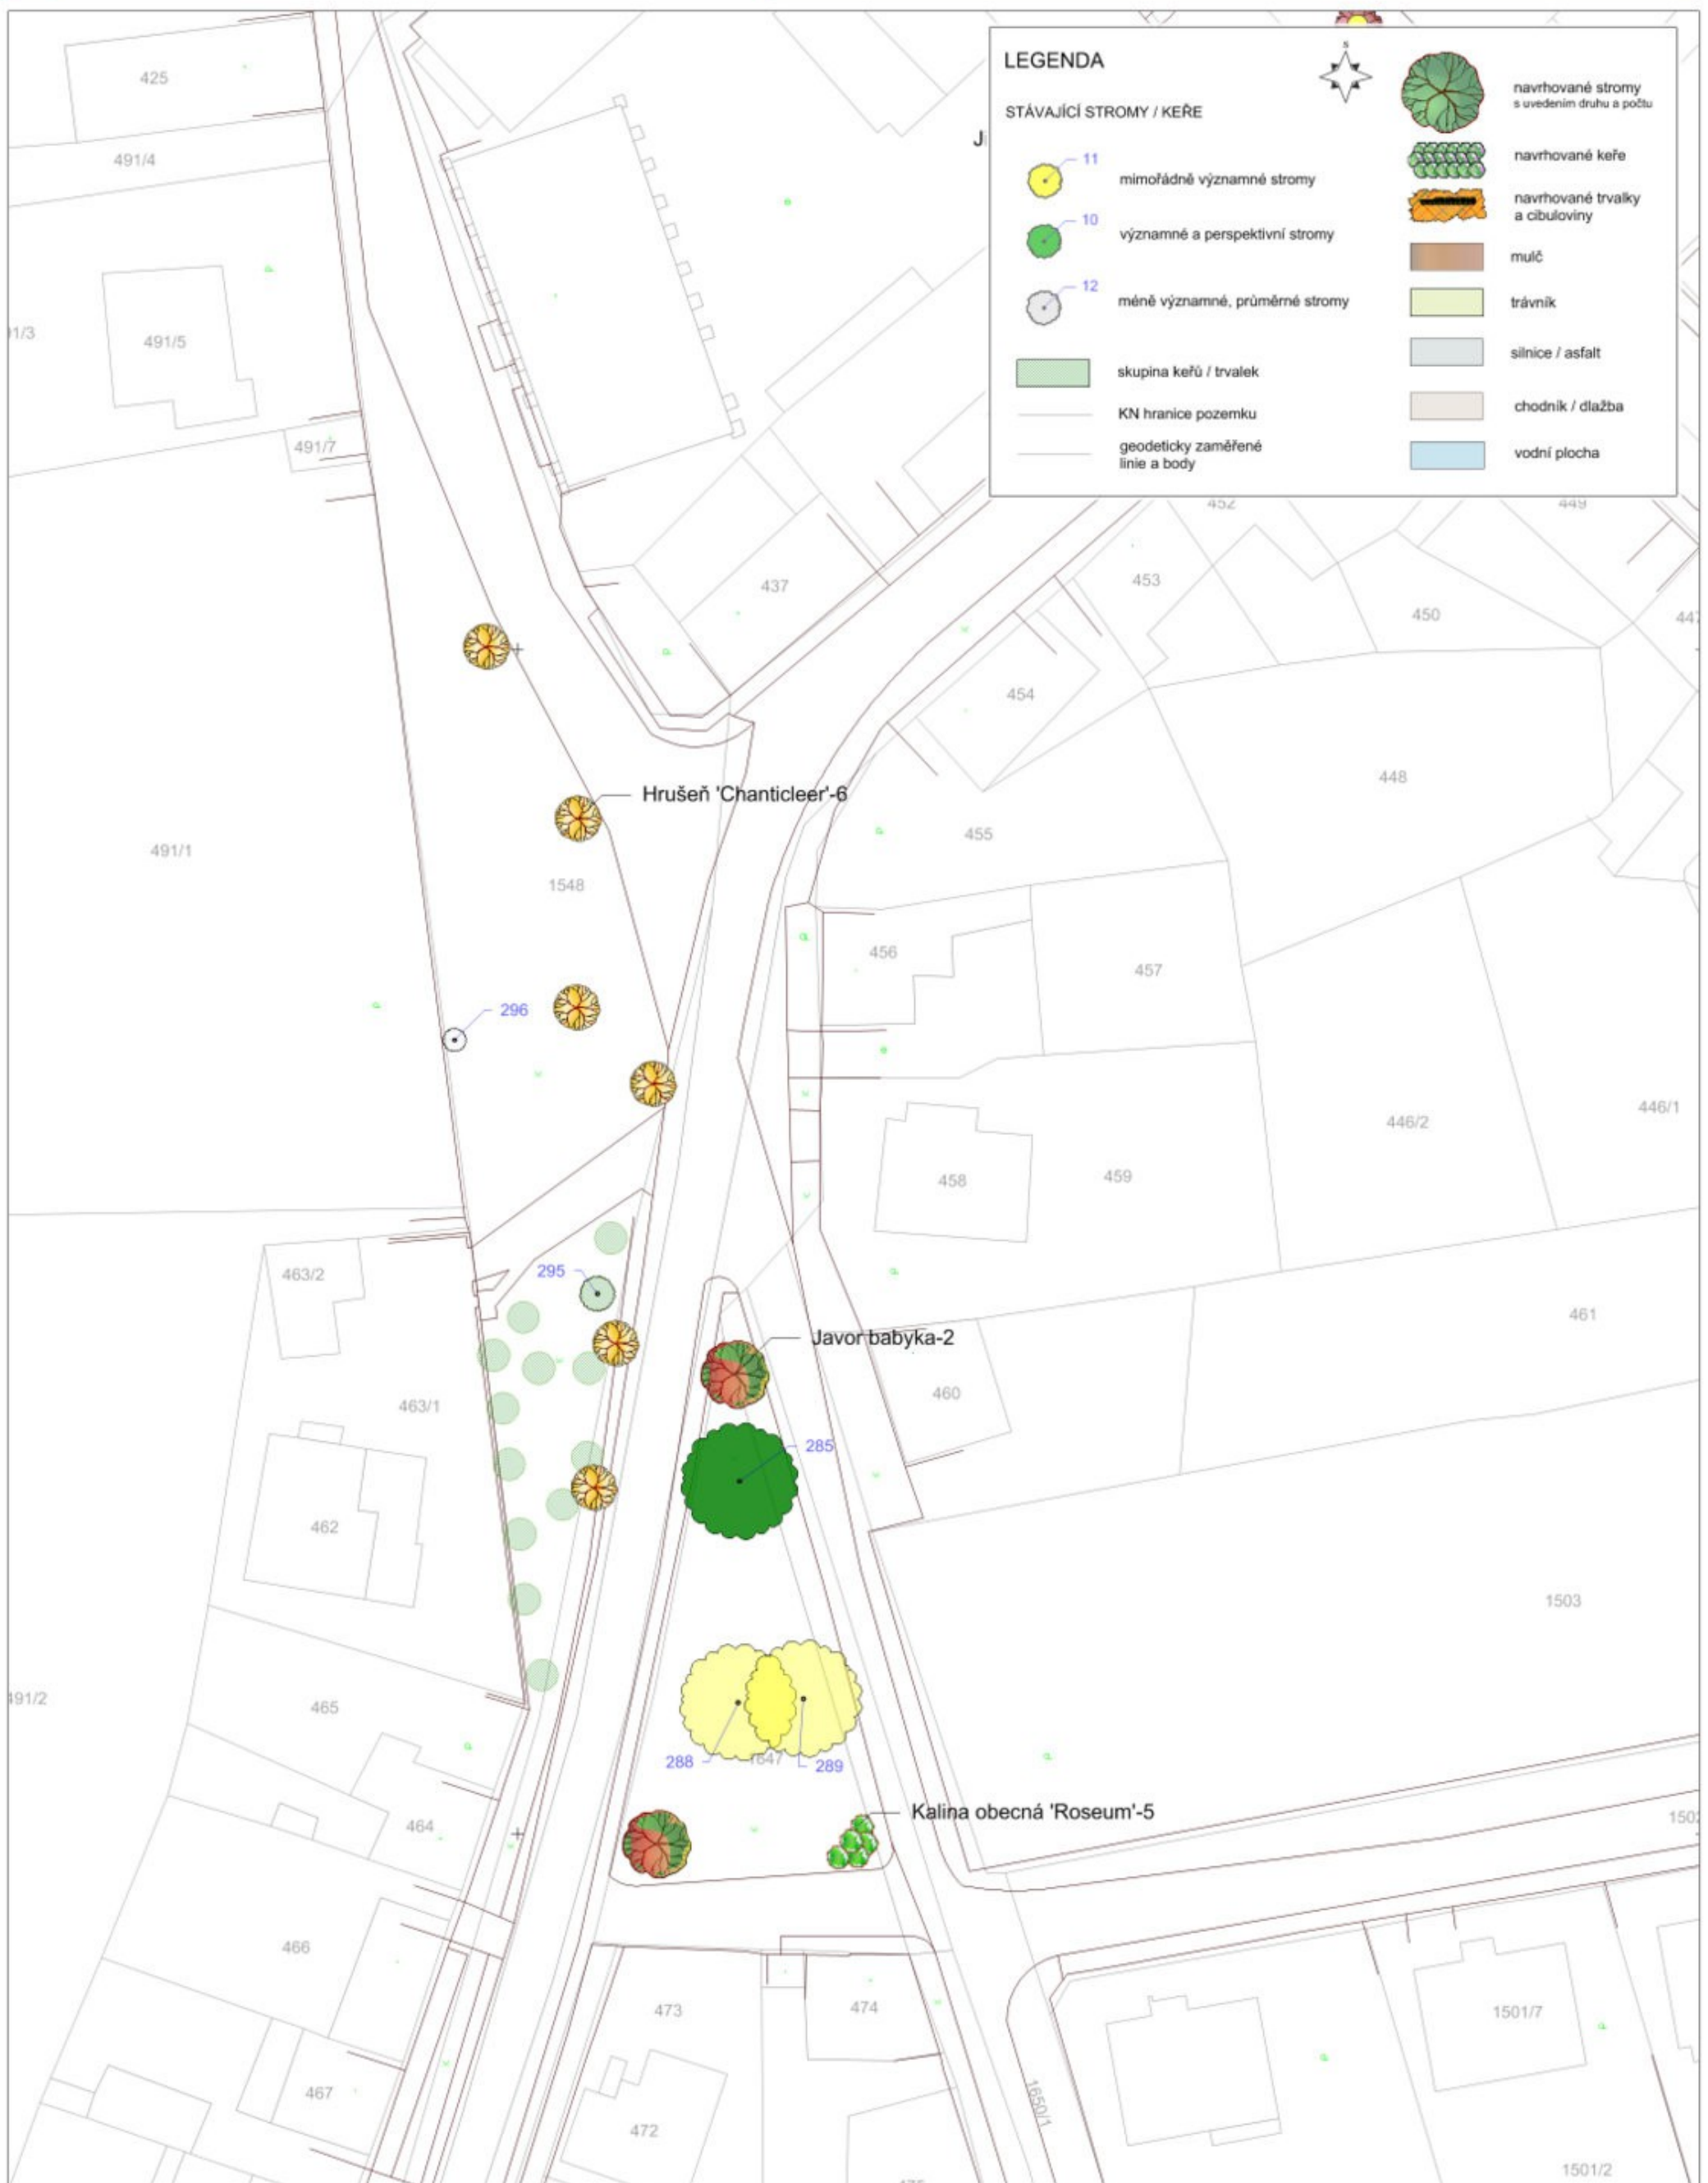 LEGENDA
S
STÁVAJÍCÍ STROMY / KEŘE
11
mimořádně významné stromy
10
významné a perspektivní stromy
12
méně významné, průměrné stromy
skupina keřů / trvalek
KN hranice pozemku
geodeticky zaměřené
linie a body
navrhované stromy
s uvedením druhu a počtu
navrhované keře
navrhované trvalky
a cibuloviny
mulč
trávník
silnice / asfalt
chodník / dlažba
vodní plocha
425
491/4
491/5
491/7
437
452
449
453
450
454
448
Hrušeň 'Chanticleer'-6
455
491/1
1548
456
457
296
446/1
446/2
459
458
463/2
295
461
Javor babyka-2
460
463/1
285
462
1503
491/2
465
288
1647
289
Kalina obecná 'Roseum'-5
464
466
473
474
1501/7
467
1650/1
472
1501/2